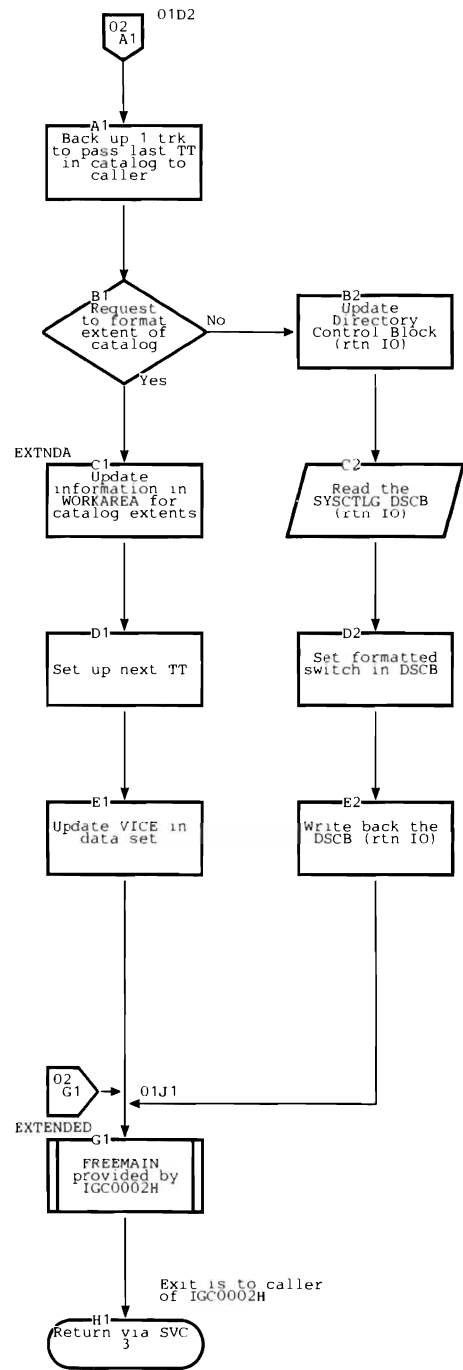 01D2
02
A1
A1
Back up 1 trk
to pass last TT
in catalog to
caller
B1
Request
to format
extent of
catalog
No
Yes
B2
Update
Directory
Control Block
(rtn IO)
EXTNDA
C1
Update
information in
WORKAREA for
catalog extents
C2
Read the
SYSCTLG DSCB
(rtn IO)
D1
Set up next TT
D2
Set formatted
switch in DSCB
E1
Update VICE in
data set
E2
Write back the
DSCB (rtn IO)
02
G1
01J1
EXTENDED
G1
FREEMAIN
provided by
IGC0002H
Exit is to caller
of IGC0002H
H1
Return via SVC
3